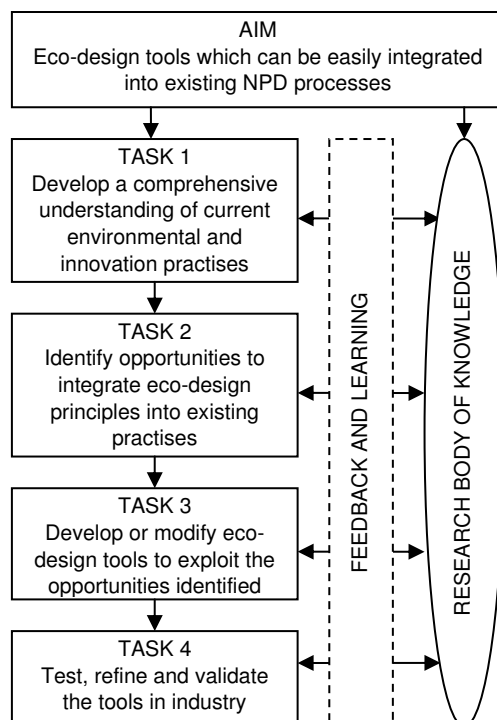 AIM
Eco-design tools which can be easily integrated
into existing NPD processes
TASK 1
Develop a comprehensive
understanding of current
environmental and
innovation practises
TASK 2
Identify opportunities to
integrate eco-design
principles into existing
practises
TASK 3
Develop or modify eco-
design tools to exploit the
opportunities identified
TASK 4
Test, refine and validate
the tools in industry
FEEDBACK AND LEARNING
RESEARCH BODY OF KNOWLEDGE